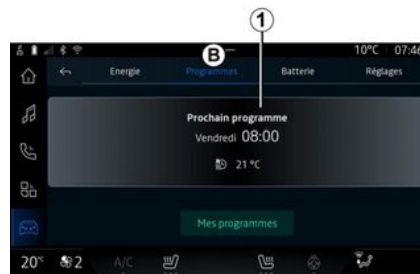 1
B
10°C 07:46
Energie Programmes Batterie Réglages
Prochain programme
Vendredi 08:00
21 °C
Mes programmes
20°C 2 A/C